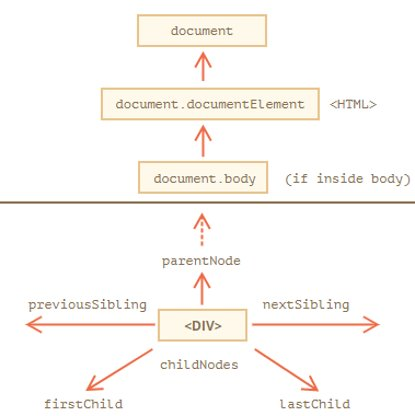 document
document.documentElement <HTML>
document.body (if inside body)
parentNode
previousSibling nextSibling
<DIV>
childNodes
firstChild lastChild